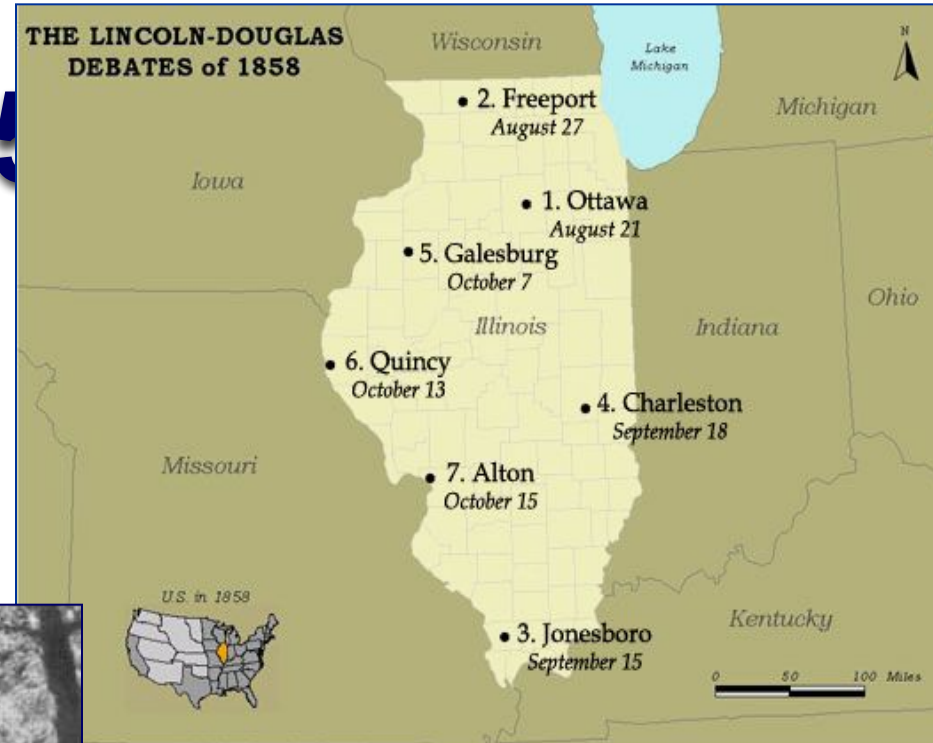 THE LINCOLN-DOUGLAS
DEBATES of 1858
Wisconsin
Lake
Michigan
N
Michigan
2. Freeport
August 27
Iowa
1. Ottawa
August 21
5. Galesburg
October 7
Ohio
Illinois
Indiana
6. Quincy
October 13
4. Charleston
September 18
Missouri
7. Alton
October 15
U.S. in 1858
Kentucky
3. Jonesboro
September 15
0 50 100 Miles